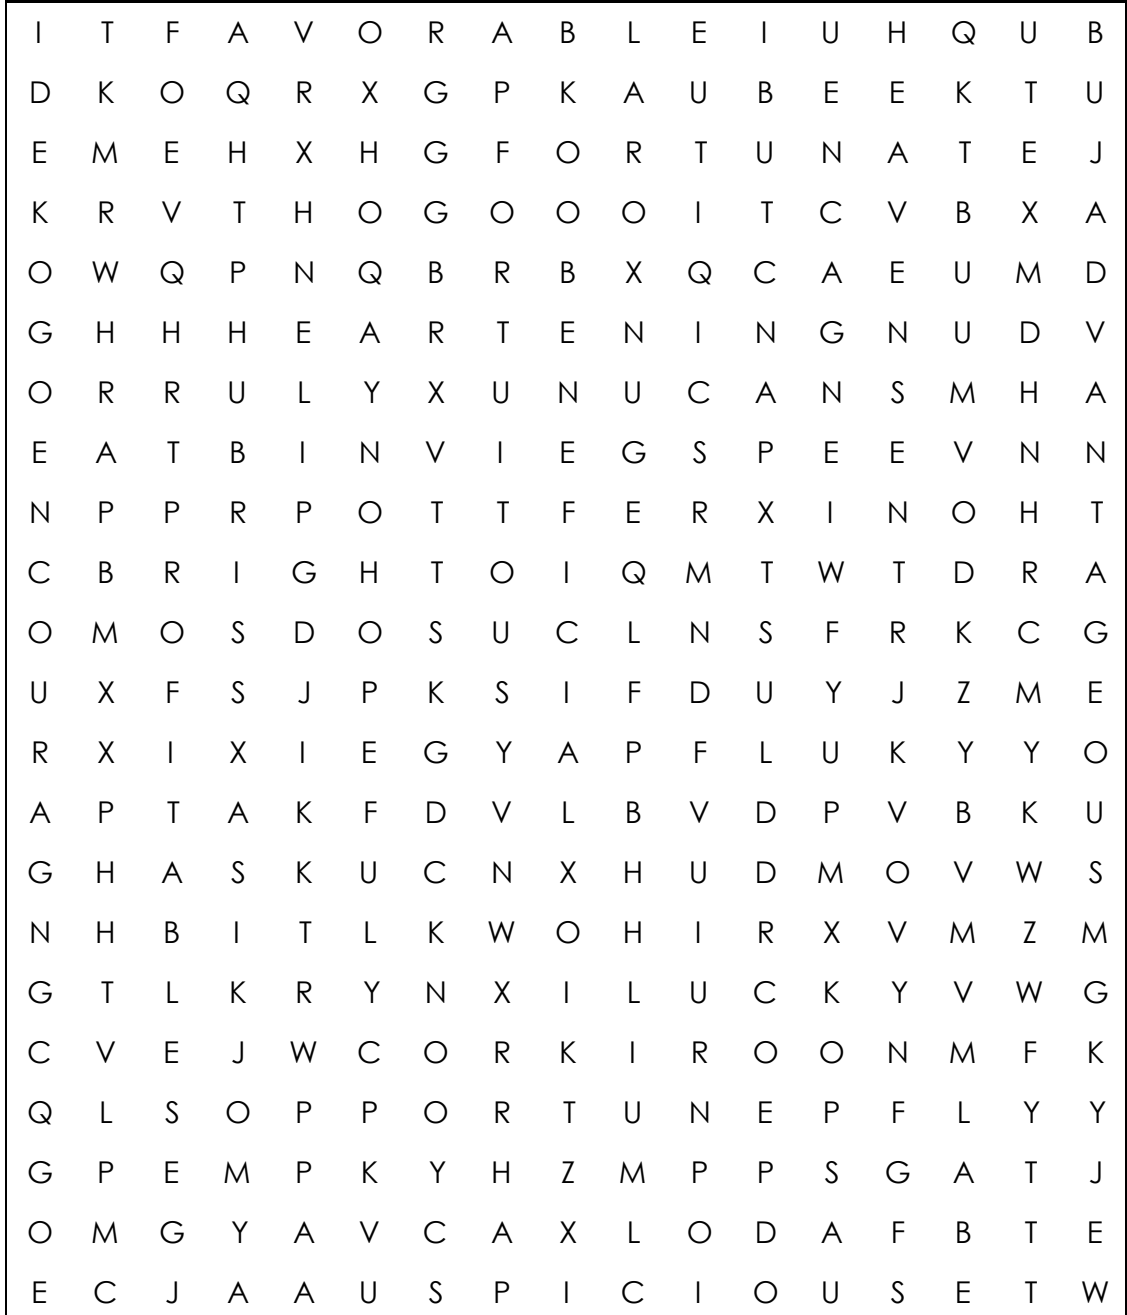 I T F A V O R A B L E I U H Q U B
D K O Q R X G P K A U B E E K T U
E M E H X H G F O R T U N A T E J
K R V T H O G O O O I T C V B X A
O W Q P N Q B R B X Q C A E U M D
G H H H E A R T E N I N G N U D V
O R R U L Y X U N U C A N S M H A
E A T B I N V I E G S P E E V N N
N P P R P O T T F E R X I N O H T
C B R I G H T O I Q M T W T D R A
O M O S D O S U C L N S F R K C G
U X F S J P K S I F D U Y J Z M E
R X I X I E G Y A P F L U K Y Y O
A P T A K F D V L B V D P V B K U
G H A S K U C N X H U D M O V W S
N H B I T L K W O H I R X V M Z M
G T L K R Y N X I L U C K Y V W G
C V E J W C O R K I R O O N M F K
Q L S O P P O R T U N E P F L Y Y
G P E M P K Y H Z M P P S G A T J
O M G Y A V C A X L O D A F B T E
E C J A A U S P I C I O U S E T W